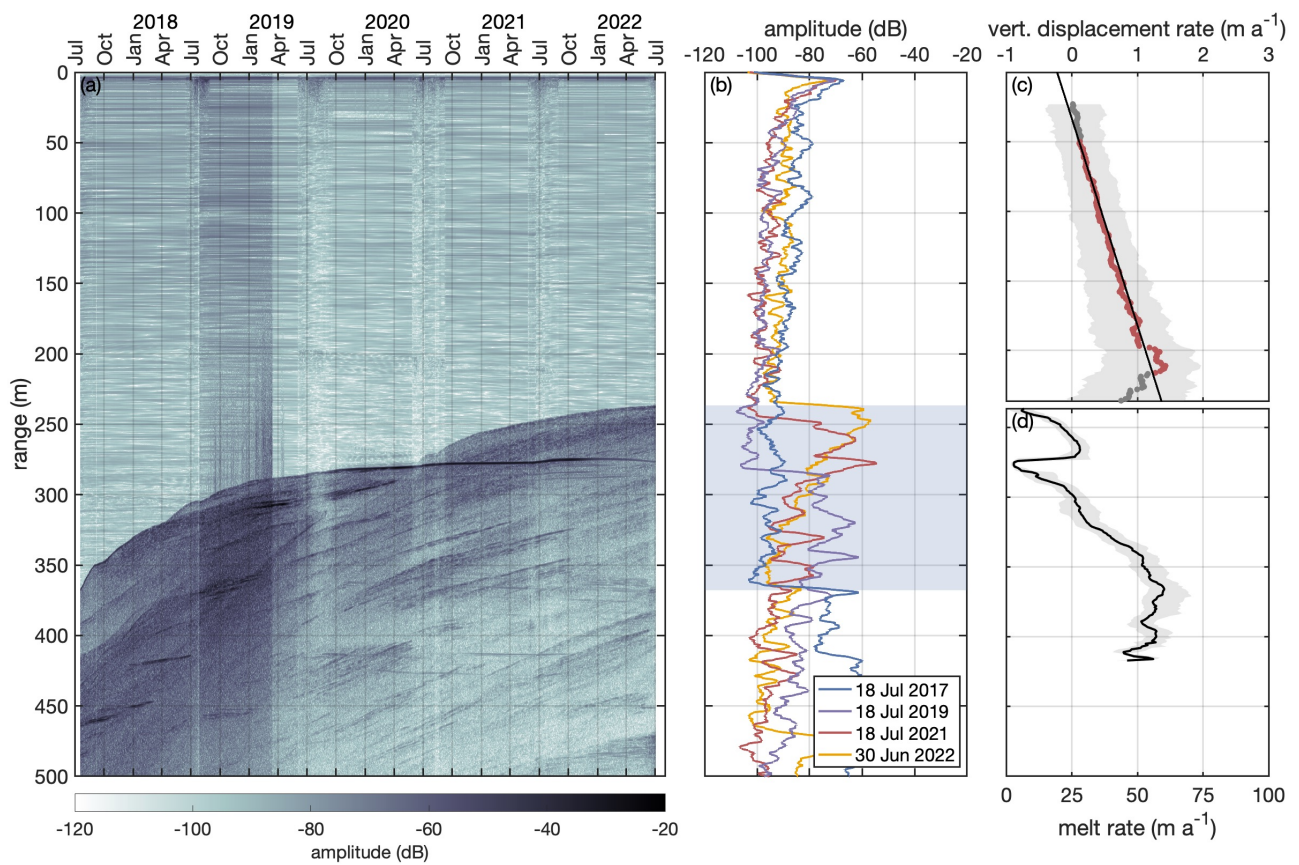 2018 2019 2020 2021 2022
Jul Oct Jan Apr Jul Oct Jan Apr Jul Oct Jan Apr Jul Oct Jan Apr Jul Oct Jan Apr Jul
amplitude (dB)
-120 -100 -80 -60 -40 -20
vert. displacement rate (m a-1)
-1 0 1 1 2 3
(a)
(b)
(c)
(d)
0
50
100
150
200
250
300
350
400
450
500
range (m)
18 Jul 2017
18 Jul 2019
18 Jul 2021
30 Jun 2022
0 25 50 75 100
melt rate (m a-1)
-120 -100 -80 -60 -40 -20
amplitude (dB)